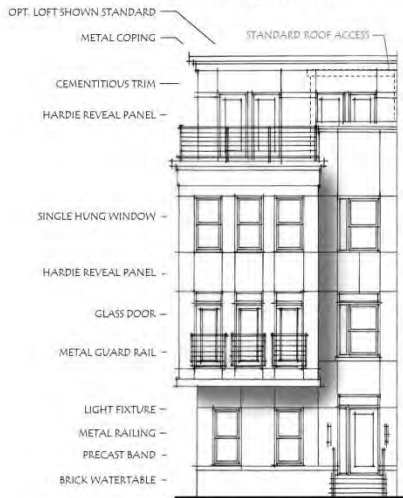 OPT. LOFT SHOWN STANDARD
METAL COPING
STANDARD ROOF ACCESS
CEMENTITIOUS TRIM
HARDIE REVEAL PANEL
SINGLE HUNG WINDOW
HARDIE REVEAL PANEL
GLASS DOOR
METAL GUARD RAIL
LIGHT FIXTURE
METAL RAILING
PRECAST BAND
BRICK WATERTABLE